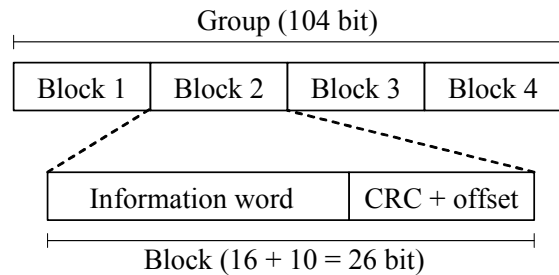 Group (104 bit)
Block 1 Block 2 Block 3 Block 4
Information word CRC + offset
Block (16 + 10 = 26 bit)